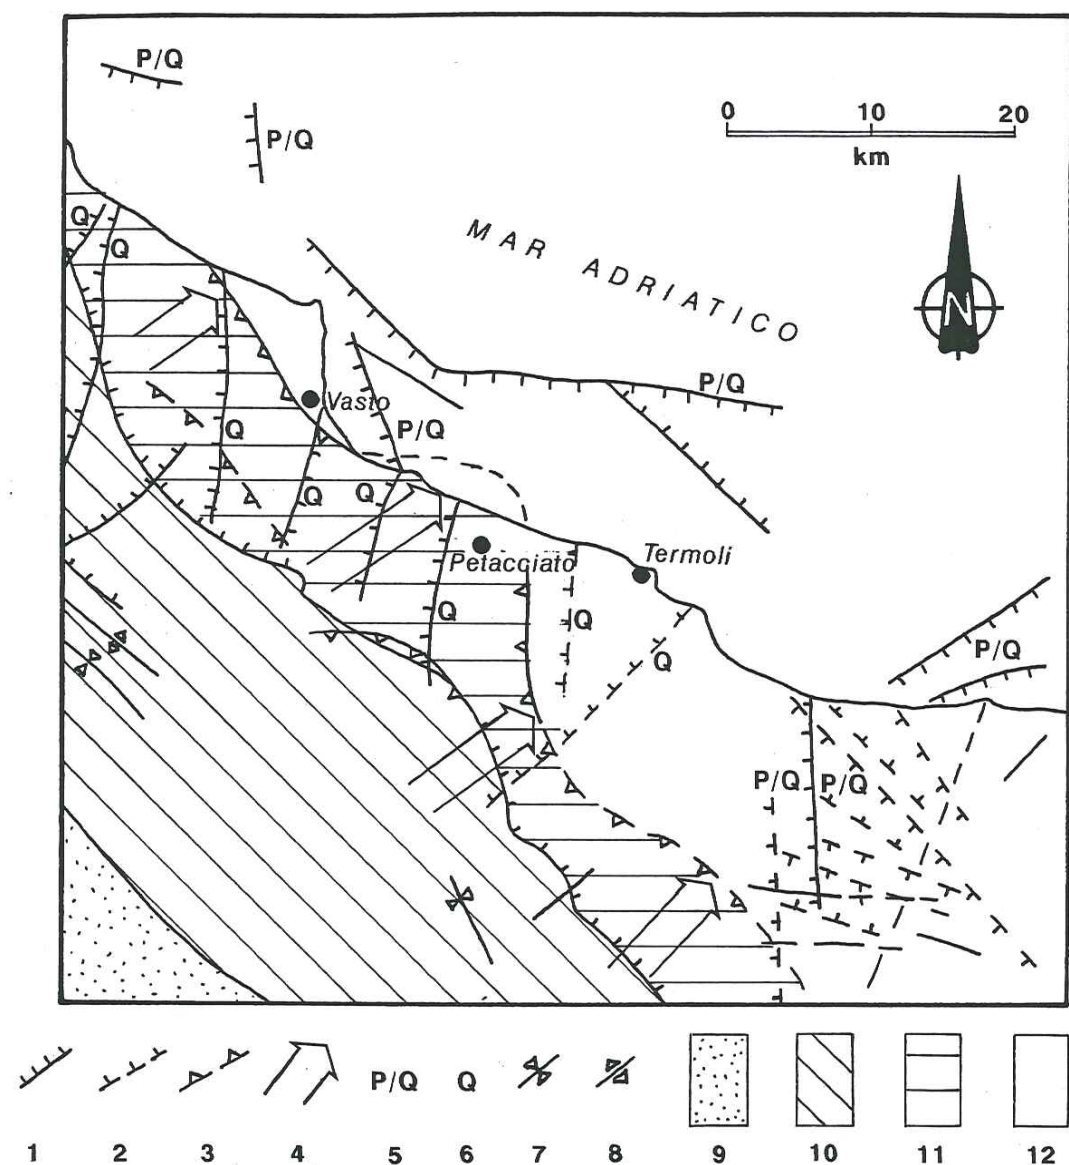 P/Q
0 10 20
km
P/Q
MAR ADRIATICO
N
Q
Q
P/Q
Vasto
P/Q
Q
Q
Q
Petacciato
Termoli
Q
Q
Q
P/Q
P/Q
P/Q
P/Q Q
1 2 3 4 5 6 7 8 9 10 11 12